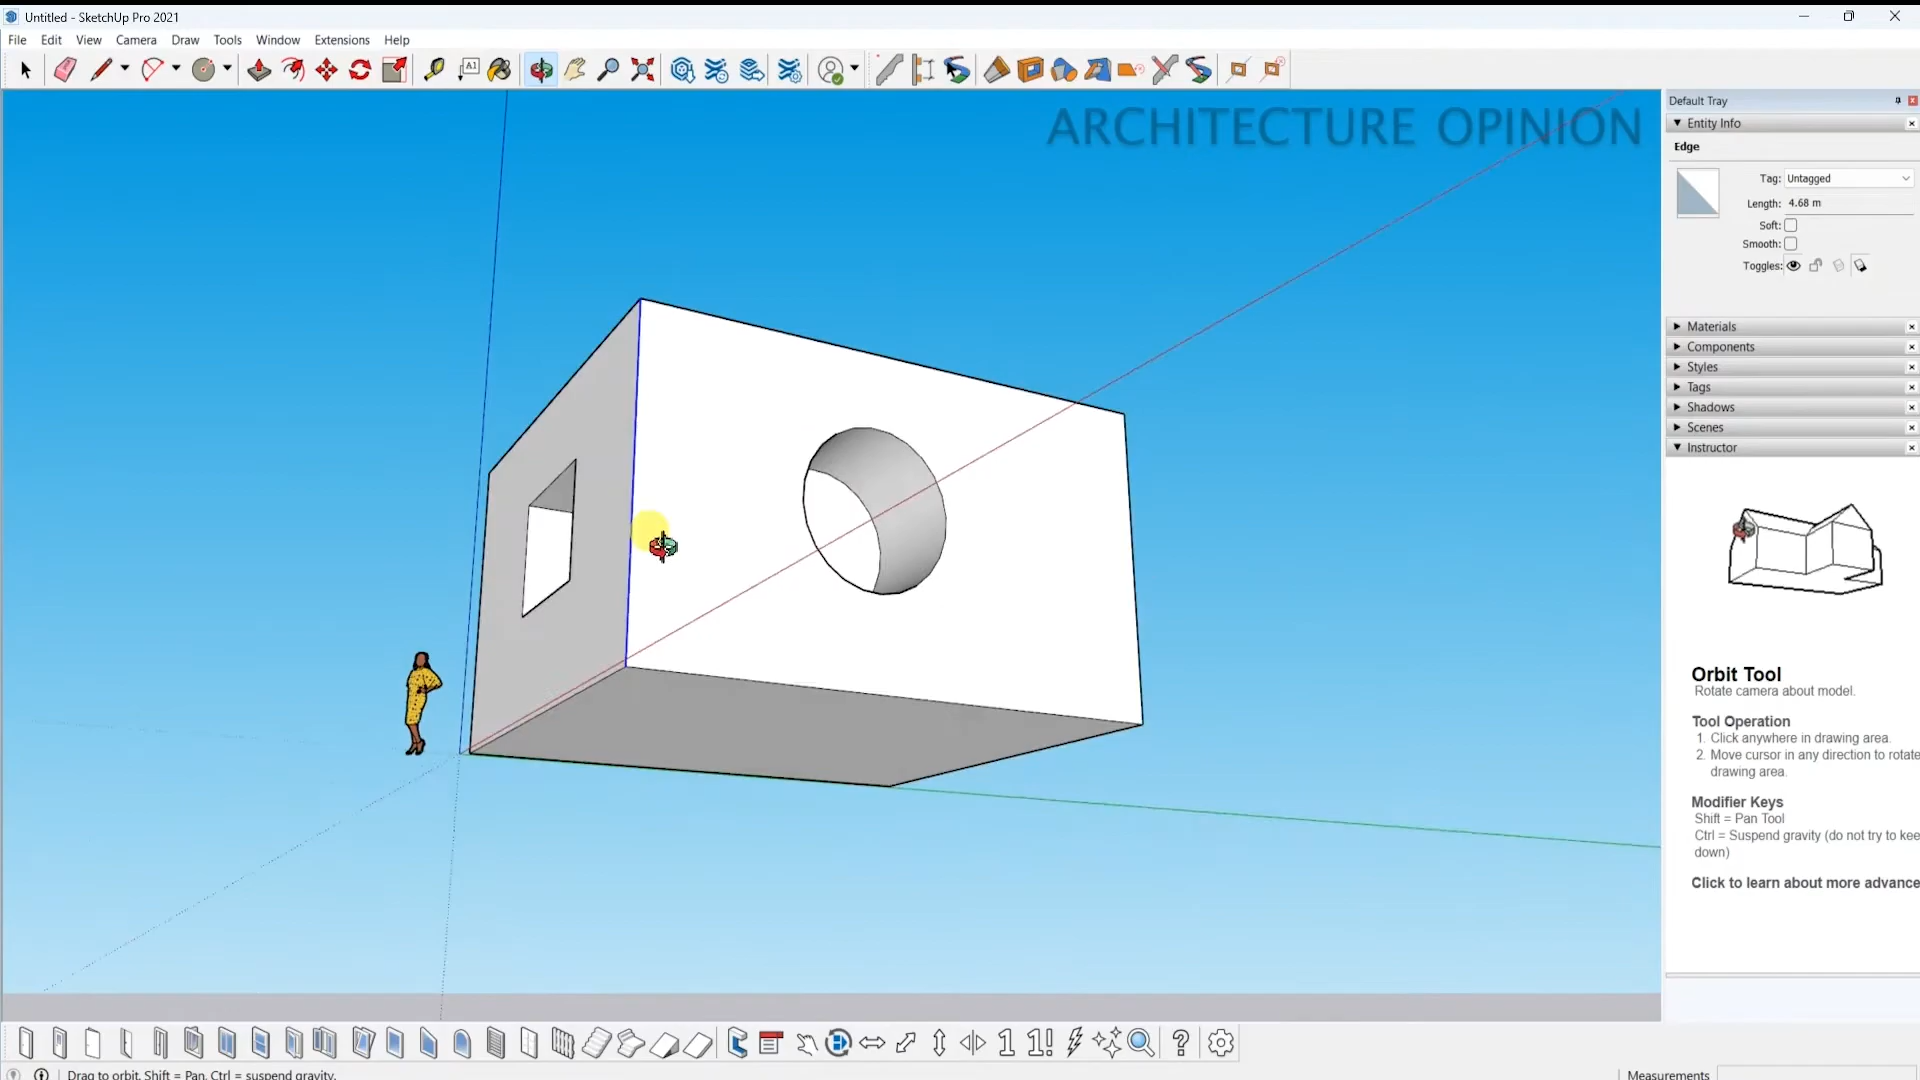 Untitled - SketchUp Pro 2021
File Edit View Camera Draw Tools Window Extensions Help
A1
ARCHITECTURE OPINION
Default Tray
Entity Info
Edge
Tag: Untagged
Length: 4.68 m
Soft:
Smooth:
Toggles:
Materials
Components
Styles
Tags
Shadows
Scenes
Instructor
Orbit Tool
Rotate camera about model.
Tool Operation
1. Click anywhere in drawing area.
2. Move cursor in any direction to rotate
drawing area.
Modifier Keys
Shift = Pan Tool
Ctrl = Suspend gravity (do not try to kee
down)
Click to learn about more advance
1 1! ?
Drag to orbit. Shift = Pan, Ctrl = suspend gravity.
Measurements